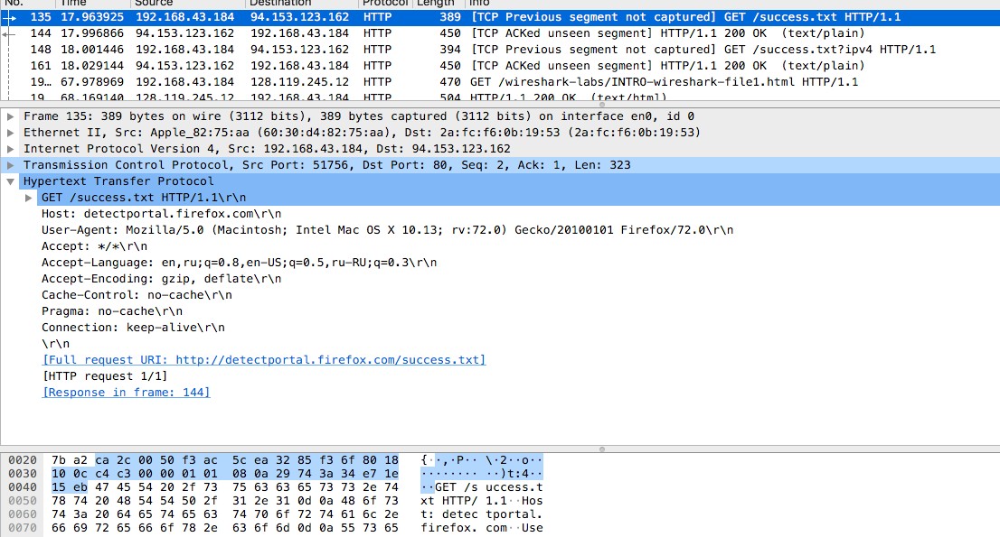 No. Time Source Destination Protocol Length Info
135 17.963925 192.168.43.184 94.153.123.162 HTTP 389 [TCP Previous segment not captured] GET /success.txt HTTP/1.1
144 17.996866 94.153.123.162 192.168.43.184 HTTP 450 [TCP ACKed unseen segment] HTTP/1.1 200 OK (text/plain)
148 18.001446 192.168.43.184 94.153.123.162 HTTP 394 [TCP Previous segment not captured] GET /success.txt?ipv4 HTTP/1.1
161 18.029144 94.153.123.162 192.168.43.184 HTTP 450 [TCP ACKed unseen segment] HTTP/1.1 200 OK (text/plain)
19… 67.978969 192.168.43.184 128.119.245.12 HTTP 470 GET /wireshark-labs/INTRO-wireshark-file1.html HTTP/1.1
19 68.169140 128.119.245.12 192.168.43.184 HTTP 504 HTTP/1.1 200 OK (text/html)
Frame 135: 389 bytes on wire (3112 bits), 389 bytes captured (3112 bits) on interface en0, id 0
Ethernet II, Src: Apple_82:75:aa (60:30:d4:82:75:aa), Dst: 2a:fc:f6:0b:19:53 (2a:fc:f6:0b:19:53)
Internet Protocol Version 4, Src: 192.168.43.184, Dst: 94.153.123.162
Transmission Control Protocol, Src Port: 51756, Dst Port: 80, Seq: 2, Ack: 1, Len: 323
Hypertext Transfer Protocol
GET /success.txt HTTP/1.1\r\n
Host: detectportal.firefox.com\r\n
User-Agent: Mozilla/5.0 (Macintosh; Intel Mac OS X 10.13; rv:72.0) Gecko/20100101 Firefox/72.0\r\n
Accept: */*\r\n
Accept-Language: en,ru;q=0.8,en-US;q=0.5,ru-RU;q=0.3\r\n
Accept-Encoding: gzip, deflate\r\n
Cache-Control: no-cache\r\n
Pragma: no-cache\r\n
Connection: keep-alive\r\n
\r\n
[Full request URI: http://detectportal.firefox.com/success.txt]
[HTTP request 1/1]
[Response in frame: 144]
0020 7b a2 ca 2c 00 50 f3 ac 5c ea 32 85 f3 6f 80 18 {··,·P·· \·2··o··
0030 10 0c c4 c3 00 00 01 01 08 0a 29 74 3a 34 e7 1e ········ ··)t:4··
0040 15 eb 47 45 54 20 2f 73 75 63 63 65 73 73 2e 74 ··GET /s uccess.t
0050 78 74 20 48 54 54 50 2f 31 2e 31 0d 0a 48 6f 73 xt HTTP/ 1.1··Hos
0060 74 3a 20 64 65 74 65 63 74 70 6f 72 74 61 6c 2e t: detec tportal.
0070 66 69 72 65 66 6f 78 2e 63 6f 6d 0d 0a 55 73 65 firefox. com··Use